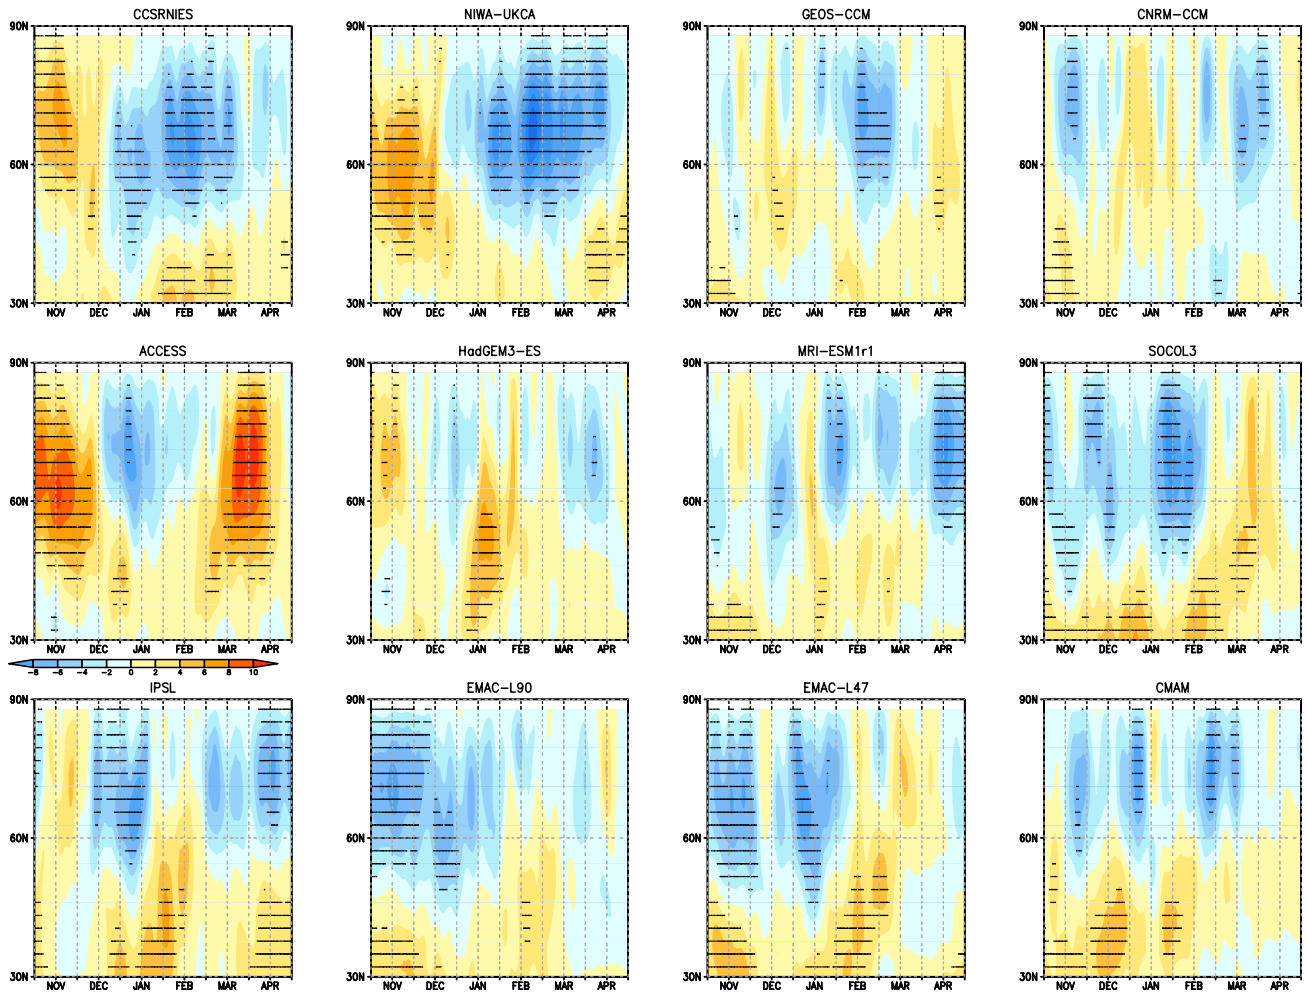 CCSRNIES NIWA-UKCA GEOS-CCM CNRM-CCM
90N 90N 90N 90N
60N 60N 60N 60N
30N 30N 30N 30N
NOV DEC JAN FEB MAR APR NOV DEC JAN FEB MAR APR NOV DEC JAN FEB MAR APR NOV DEC JAN FEB MAR APR
ACCESS HadGEM3-ES MRI-ESM1r1 SOCOL3
90N 90N 90N 90N
60N 60N 60N 60N
30N 30N 30N 30N
NOV DEC JAN FEB MAR APR NOV DEC JAN FEB MAR APR NOV DEC JAN FEB MAR APR
-8 -6 -4 -2 0 2 4 6 8 10
IPSL EMAC-L90 EMAC-L47 CMAM
90N 90N 90N 90N
60N 60N 60N 60N
30N 30N 30N 30N
NOV DEC JAN FEB MAR APR NOV DEC JAN FEB MAR APR NOV DEC JAN FEB MAR APR NOV DEC JAN FEB MAR APR